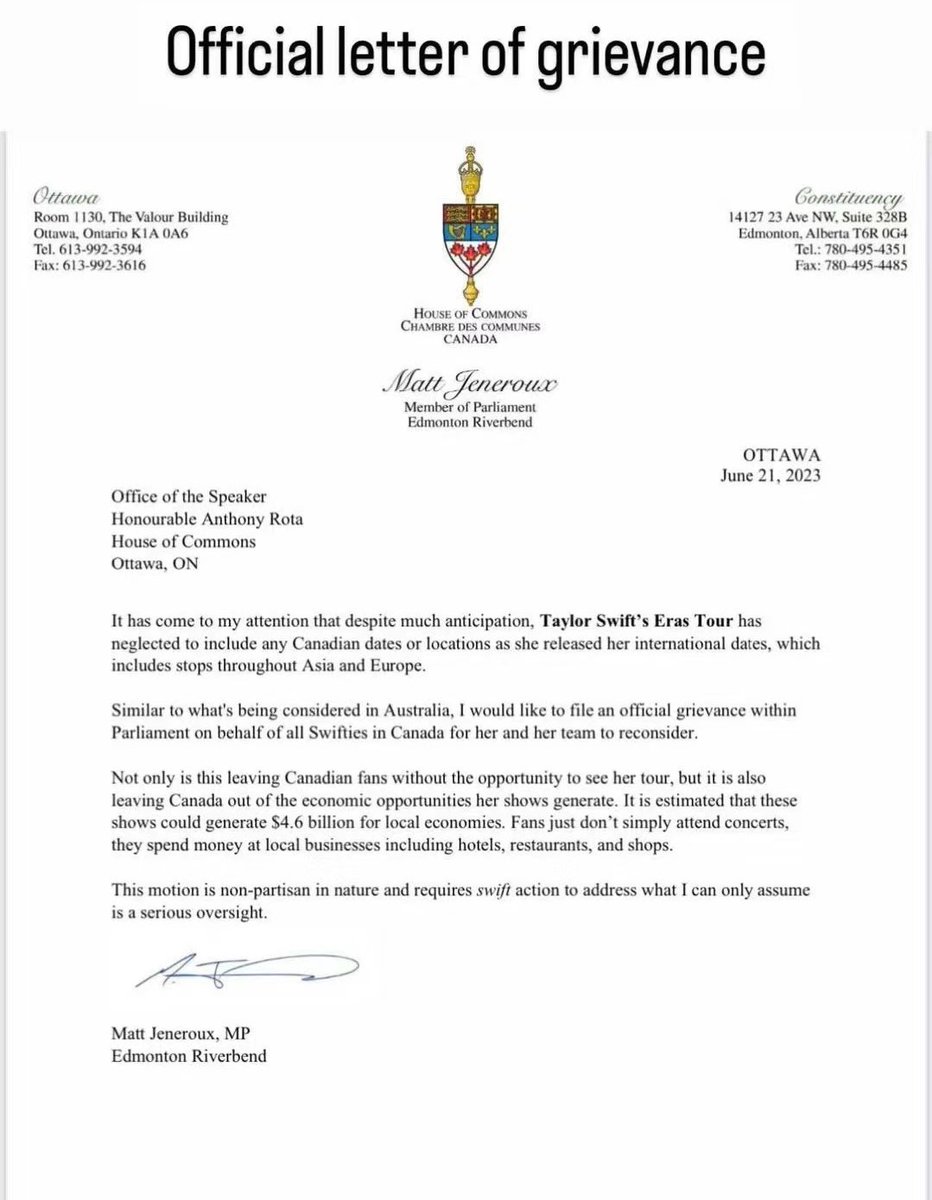 Official letter of grievance
Ottawa
Room 1130, The Valour Building
Ottawa, Ontario K1A 0A6
Tel. 613-992-3594
Fax: 613-992-3616
Constituency
14127 23 Ave NW, Suite 328B
Edmonton, Alberta T6R 0G4
Tel.: 780-495-4351
Fax: 780-495-4485
House of Commons
Chambre des communes
CANADA
Matt Jeneroux
Member of Parliament
Edmonton Riverbend
OTTAWA
June 21, 2023
Office of the Speaker
Honourable Anthony Rota
House of Commons
Ottawa, ON
It has come to my attention that despite much anticipation, Taylor Swift's Eras Tour has
neglected to include any Canadian dates or locations as she released her international dates, which
includes stops throughout Asia and Europe.
Similar to what's being considered in Australia, I would like to file an official grievance within
Parliament on behalf of all Swifties in Canada for her and her team to reconsider.
Not only is this leaving Canadian fans without the opportunity to see her tour, but it is also
leaving Canada out of the economic opportunities her shows generate. It is estimated that these
shows could generate $4.6 billion for local economies. Fans just don't simply attend concerts,
they spend money at local businesses including hotels, restaurants, and shops.
This motion is non-partisan in nature and requires swift action to address what I can only assume
is a serious oversight.
Matt Jeneroux, MP
Edmonton Riverbend